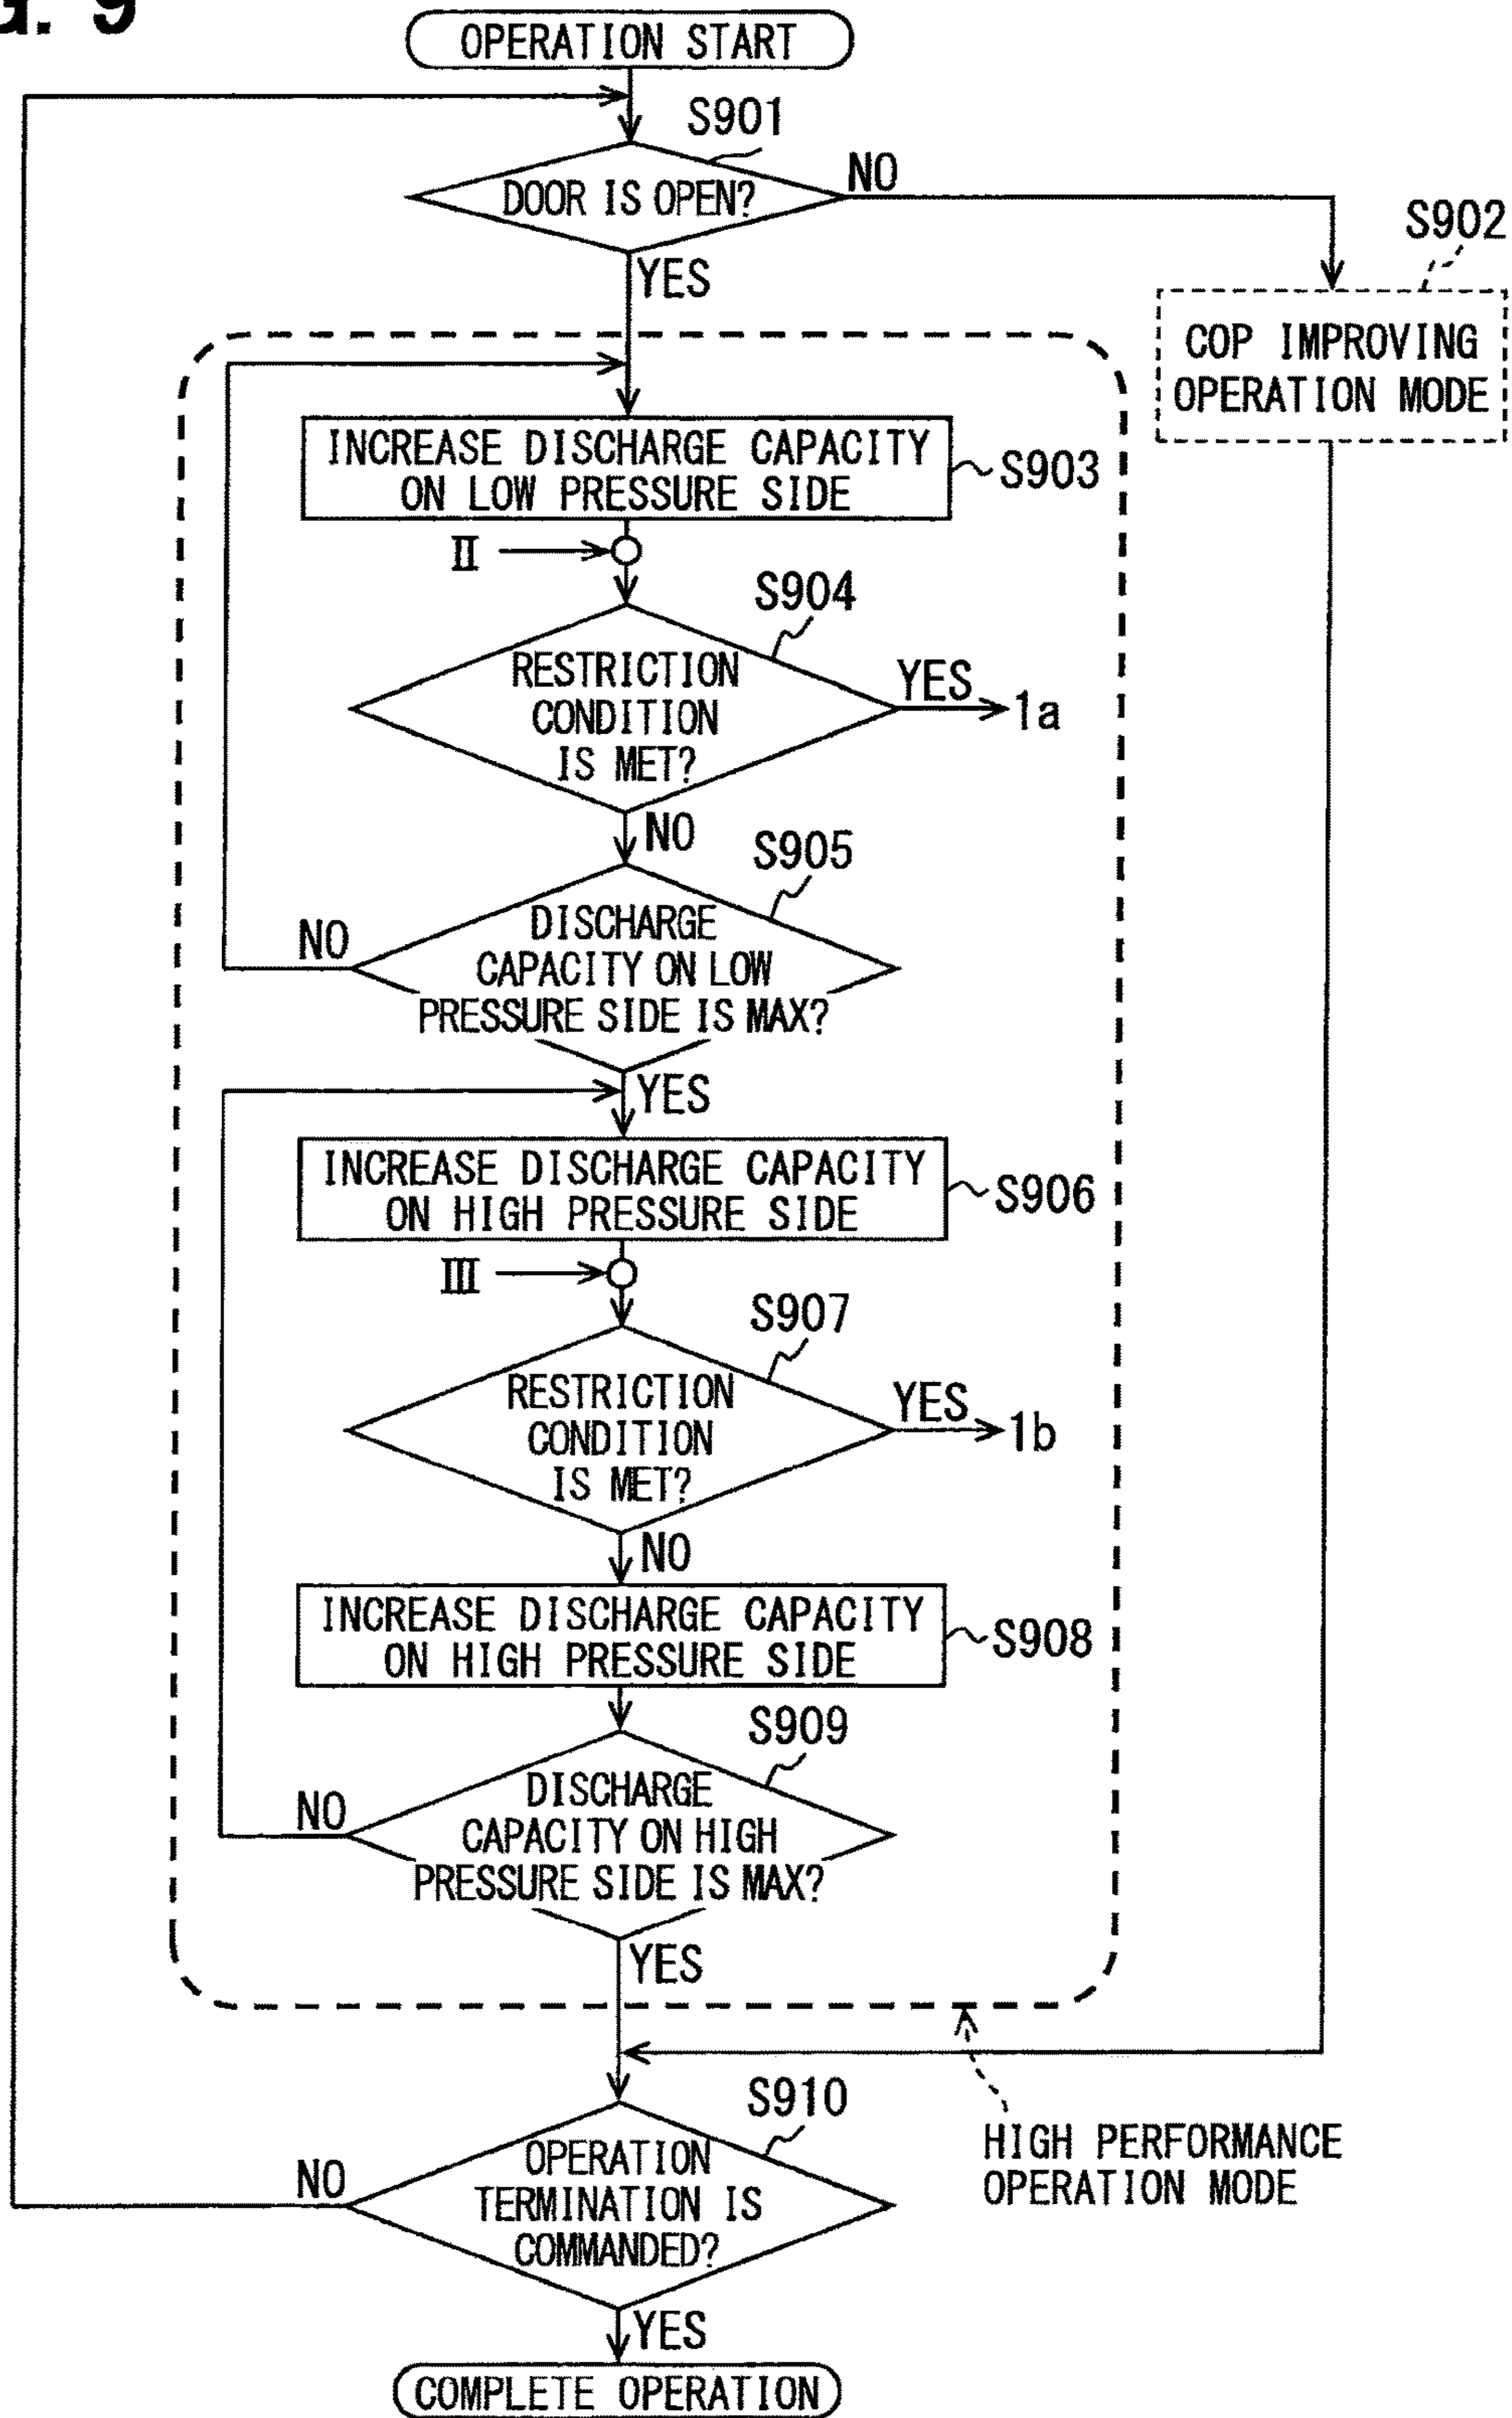 G. 9
OPERATION START
S901
DOOR IS OPEN?
NO
YES
S902
COP IMPROVING
OPERATION MODE
INCREASE DISCHARGE CAPACITY
ON LOW PRESSURE SIDE
S903
II
S904
RESTRICTION
CONDITION
IS MET?
YES
1a
NO
S905
DISCHARGE
CAPACITY ON LOW
PRESSURE SIDE IS MAX?
NO
YES
INCREASE DISCHARGE CAPACITY
ON HIGH PRESSURE SIDE
S906
III
S907
RESTRICTION
CONDITION
IS MET?
YES
1b
NO
INCREASE DISCHARGE CAPACITY
ON HIGH PRESSURE SIDE
S908
S909
DISCHARGE
CAPACITY ON HIGH
PRESSURE SIDE IS MAX?
NO
YES
S910
OPERATION
TERMINATION IS
COMMANDED?
NO
HIGH PERFORMANCE
OPERATION MODE
YES
COMPLETE OPERATION